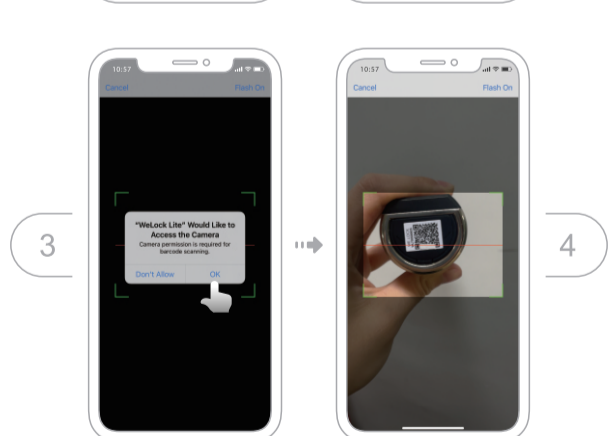 3
10:57
Cancel
Flash On
"WeLock Lite" Would Like to
Access the Camera
Camera permission is required for
barcode scanning.
Don't Allow
OK
10:57
Cancel
Flash On
4